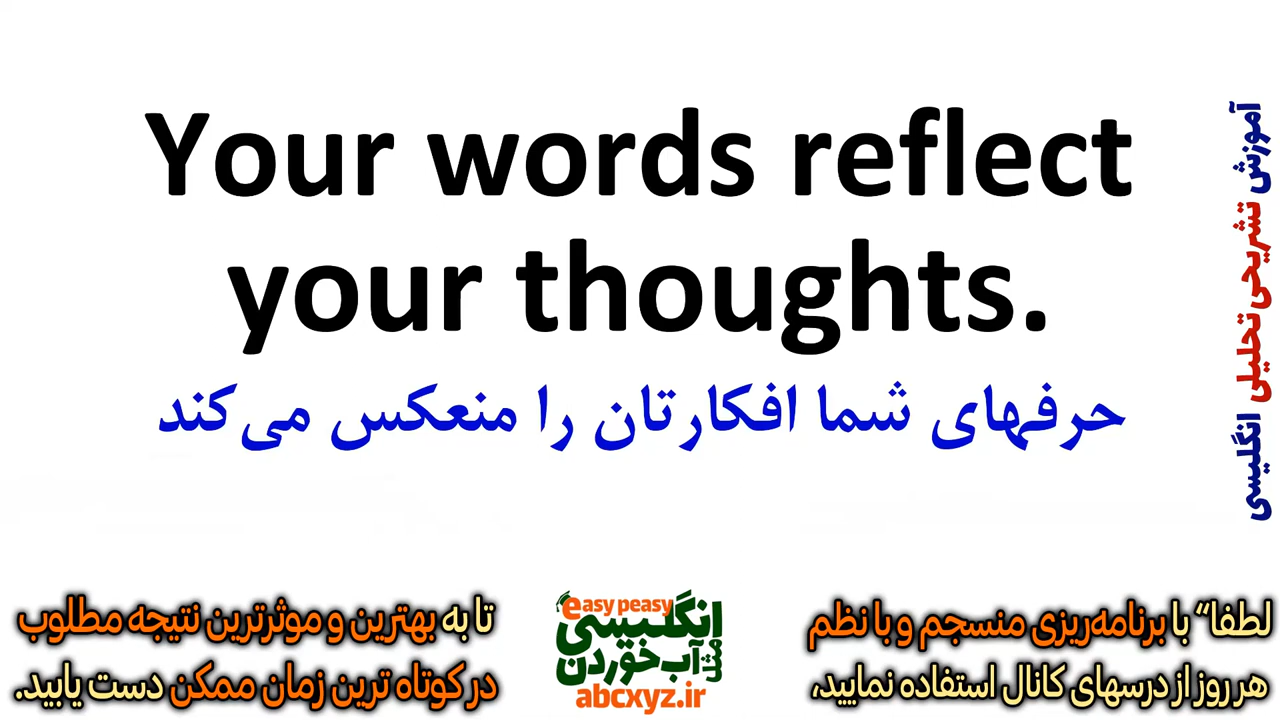 Your words reflect
your thoughts.
حرفهای شما افکارتان را منعکس می‌کند
آموزش تشریحی تحلیلی انگلیسی
لطفا“ با برنامه‌ریزی منسجم و با نظم
هر روز از درسهای کانال استفاده نمایید،
easy peasy
انگلیسی
مثل آب خوردن
abcxyz.ir
تا به بهترین و موثرترین نتیجه مطلوب
در کوتاه ترین زمان ممکن دست یابید.